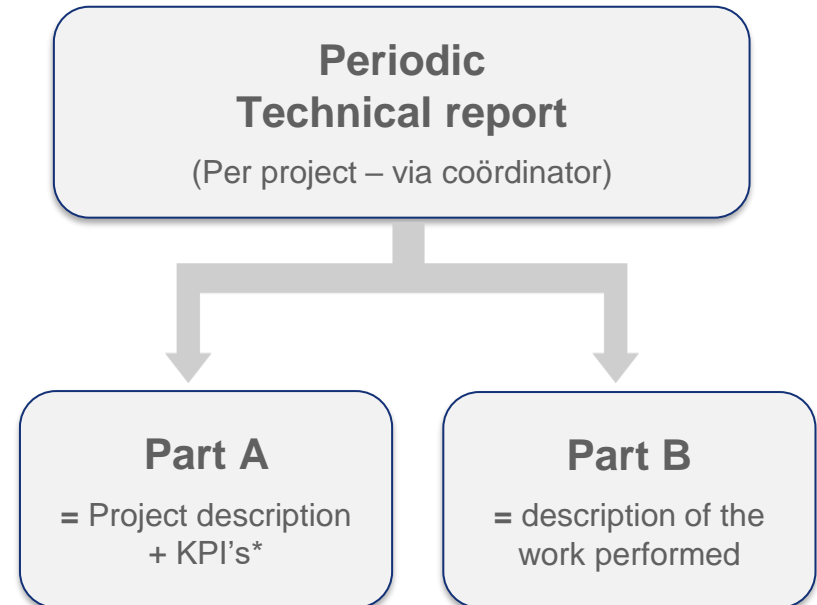 Periodic
Technical report
(Per project – via coördinator)
Part A
= Project description
+ KPI's*
Part B
= description of the
work performed